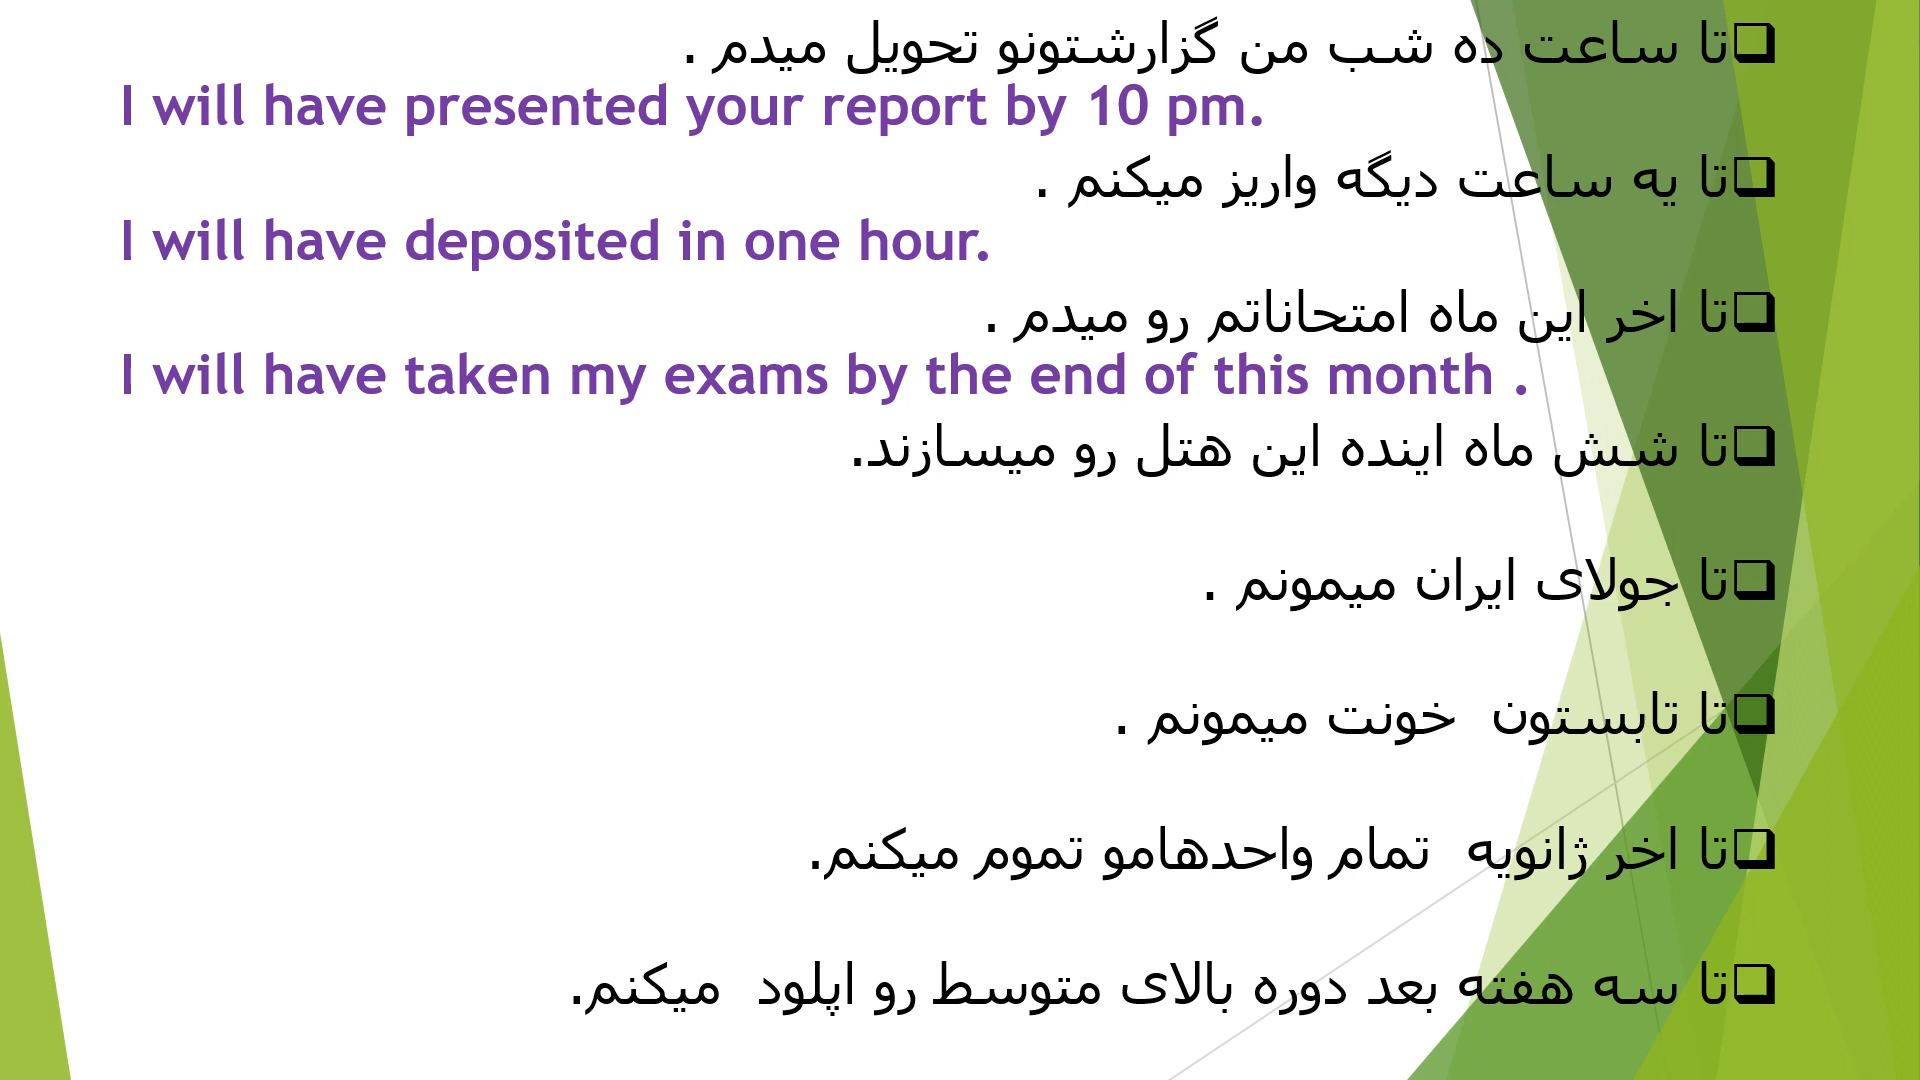 ❑تا ساعت ده شب من گزارشتونو تحویل میدم .
I will have presented your report by 10 pm.
❑تا یه ساعت دیگه واریز میکنم .
I will have deposited in one hour.
❑تا اخر این ماه امتحاناتم رو میدم .
I will have taken my exams by the end of this month .
❑تا شش ماه اینده این هتل رو میسازند.
❑تا جولای ایران میمونم .
❑تا تابستون  خونت میمونم .
❑تا اخر ژانویه  تمام واحدهامو تموم میکنم.
❑تا سه هفته بعد دوره بالای متوسط رو اپلود  میکنم.